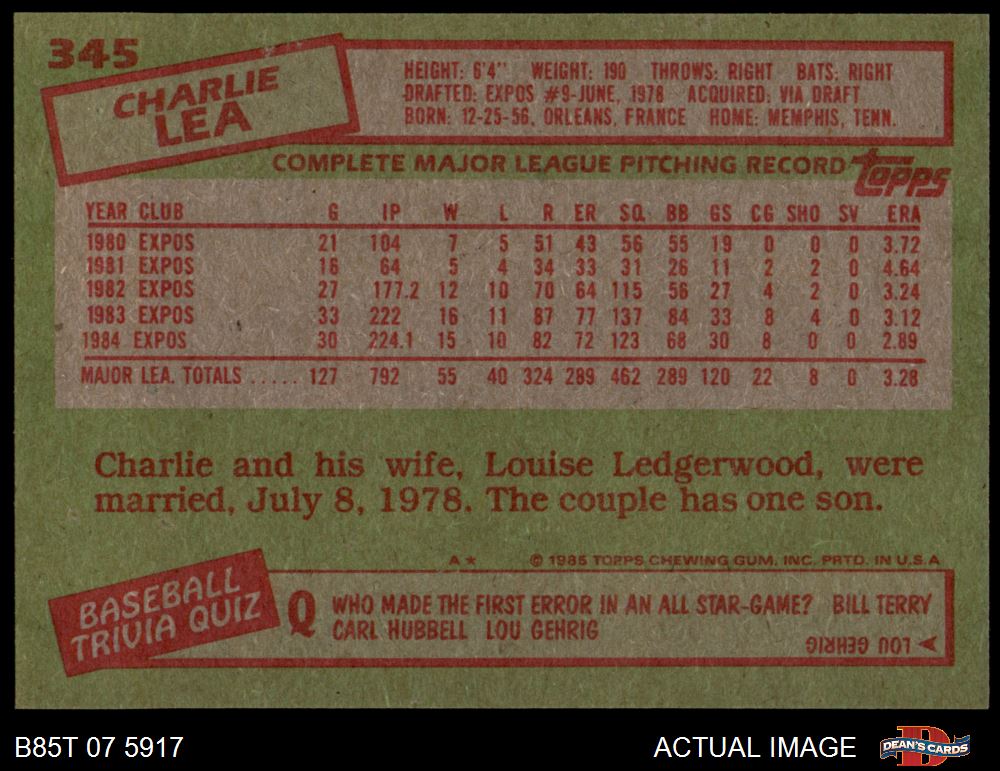 345
CHARLIE
LEA
HEIGHT: 6'4" WEIGHT: 190 THROWS: RIGHT BATS: RIGHT
DRAFTED: EXPOS #9-JUNE, 1978 ACQUIRED: VIA DRAFT
BORN: 12-25-56, ORLEANS, FRANCE HOME: MEMPHIS, TENN.
COMPLETE MAJOR LEAGUE PITCHING RECORD topps
YEAR CLUB G IP W L R ER SO BB GS CG SHO SV ERA
1980 EXPOS 21 104 7 5 51 43 56 55 19 0 0 0 3.72
1981 EXPOS 16 64 5 4 34 33 31 26 11 2 2 0 4.64
1982 EXPOS 27 177.2 12 10 70 64 115 56 27 4 2 0 3.24
1983 EXPOS 33 222 16 11 87 77 137 84 33 8 4 0 3.12
1984 EXPOS 30 224.1 15 10 82 72 123 68 30 8 0 0 2.89
MAJOR LEA. TOTALS ..... 127 792 55 40 324 289 462 289 120 22 8 0 3.28
Charlie and his wife, Louise Ledgerwood, were
married, July 8, 1978. The couple has one son.
A* © 1985 TOPPS CHEWING GUM, INC. PRTD. IN U.S.A
BASEBALL
TRIVIA QUIZ
Q WHO MADE THE FIRST ERROR IN AN ALL STAR-GAME? BILL TERRY
CARL HUBBELL LOU GEHRIG
LOU GEHRIG
B85T 07 5917
ACTUAL IMAGE
D DEAN'S CARDS